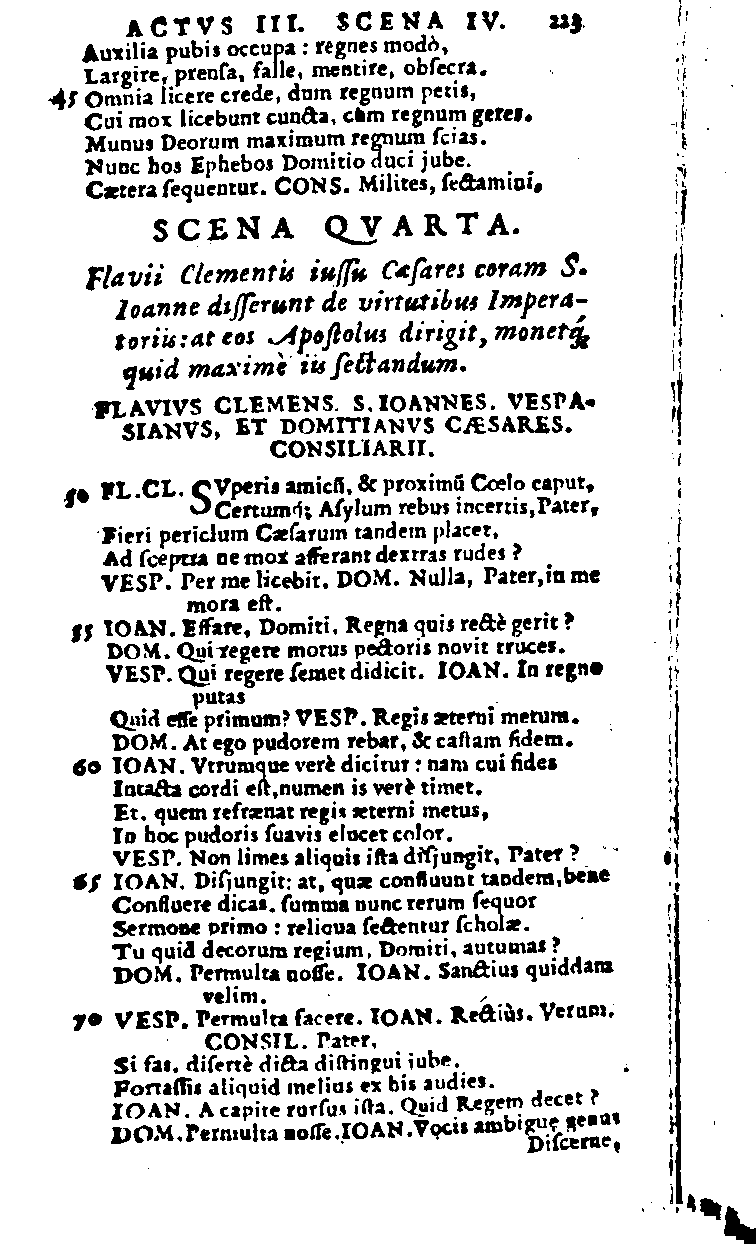 ACTVS III. SCENA IV. 223
Auxilia pubis occupa : regnes modò,
Largire, prenſa, falle, mentire, obſecra.
45 Omnia licere crede, dum regnum petis,
Cui mox licebunt cuncta, cùm regnum geres.
Munus Deorum maximum regnum ſcias.
Nunc hos Ephebos Domitio duci jube.
Cætera ſequentur. CONS. Milites, ſectamini,
SCENA QVARTA.
Flavii Clementis iuſſu Cæſares coram S.
Ioanne diſſerunt de virtutibus Impera-
toriis: at eos Apoſtolus dirigit, monetq́;
quid maximè iis ſectandum.
FLAVIVS CLEMENS. S. IOANNES. VESPA-
SIANVS, ET DOMITIANVS CÆSARES.
CONSILIARII.
50 FL. CL. SVperis amicũ, & proximũ Cœlo caput,
Certumq́; Aſylum rebus incertis, Pater,
Fieri periclum Cæſarum tandem placet,
Ad ſceptra ne mox afferant dextras rudes ?
VESP. Per me licebit. DOM. Nulla, Pater, in me
mora eſt.
55 IOAN. Effare, Domiti, Regna quis rectè gerit ?
DOM. Qui regere motus pectoris novit truces.
VESP. Qui regere ſemet didicit. IOAN. In regno
putas
Quid eſſe primum? VESP. Regis æterni metum.
DOM. At ego pudorem rebar, & caſtam fidem.
60 IOAN. Vtrumque verè dicitur : nam cui fides
Intacta cordi eſt, numen is verè timet.
Et. quem refrænat regis æterni metus,
In hoc pudoris ſuavis elucet color.
VESP. Non limes aliquis iſta diſjungit, Pater ?
65 IOAN. Diſjungit: at, quæ confluunt tandem, bene
Confluere dicas. ſumma nunc rerum ſequor
Sermone primo : reliqua ſectentur ſcholæ.
Tu quid decorum regium, Domiti, autumas ?
DOM. Permulta noſſe. IOAN. Sanctius quiddam
velim.
70 VESP. Permulta facere. IOAN. Rectiùs. Verum.
CONSIL. Pater,
Si fas, diſertè dicta diſtingui iube.
Fortaſſis aliquid melius ex his audies.
IOAN. A capite rurſus iſta. Quid Regem decet ?
DOM. Permulta noſſe. IOAN. Vocis ambiguę genus
Diſcerne,